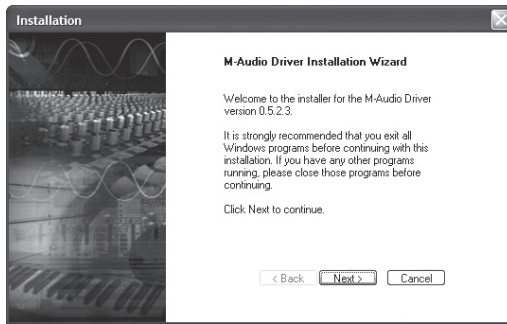 Installation
M-Audio Driver Installation Wizard
Welcome to the installer for the M-Audio Driver
version 0.5.2.3.
It is strongly recommended that you exit all
Windows programs before continuing with this
installation. If you have any other programs
running, please close those programs before
continuing.
Click Next to continue.
< Back Next > Cancel